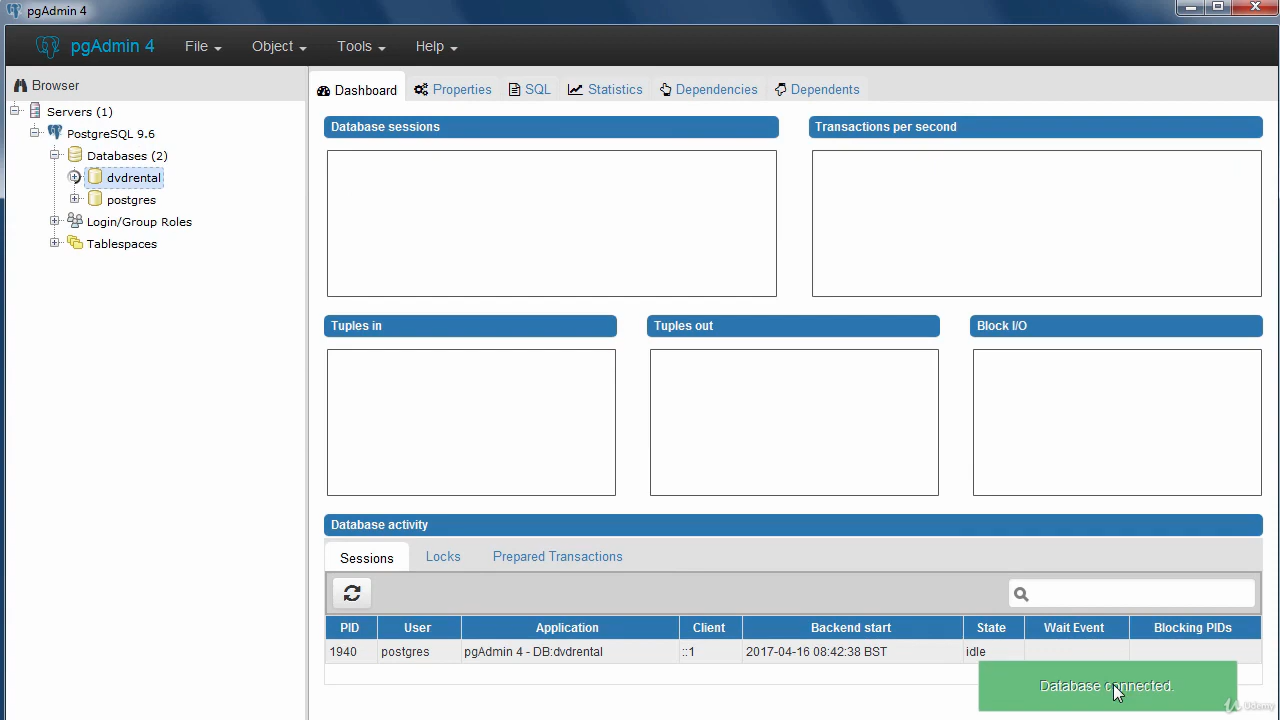 pgAdmin 4
pgAdmin 4 File Object Tools Help
Browser
Servers (1)
PostgreSQL 9.6
Databases (2)
dvdrental
postgres
Login/Group Roles
Tablespaces
Dashboard Properties SQL Statistics Dependencies Dependents
Database sessions Transactions per second
Tuples in Tuples out Block I/O
Database activity
Sessions Locks Prepared Transactions
PID User Application Client Backend start State Wait Event Blocking PIDs
1940 postgres pgAdmin 4 - DB:dvdrental ::1 2017-04-16 08:42:38 BST idle
Database connected.
Udemy